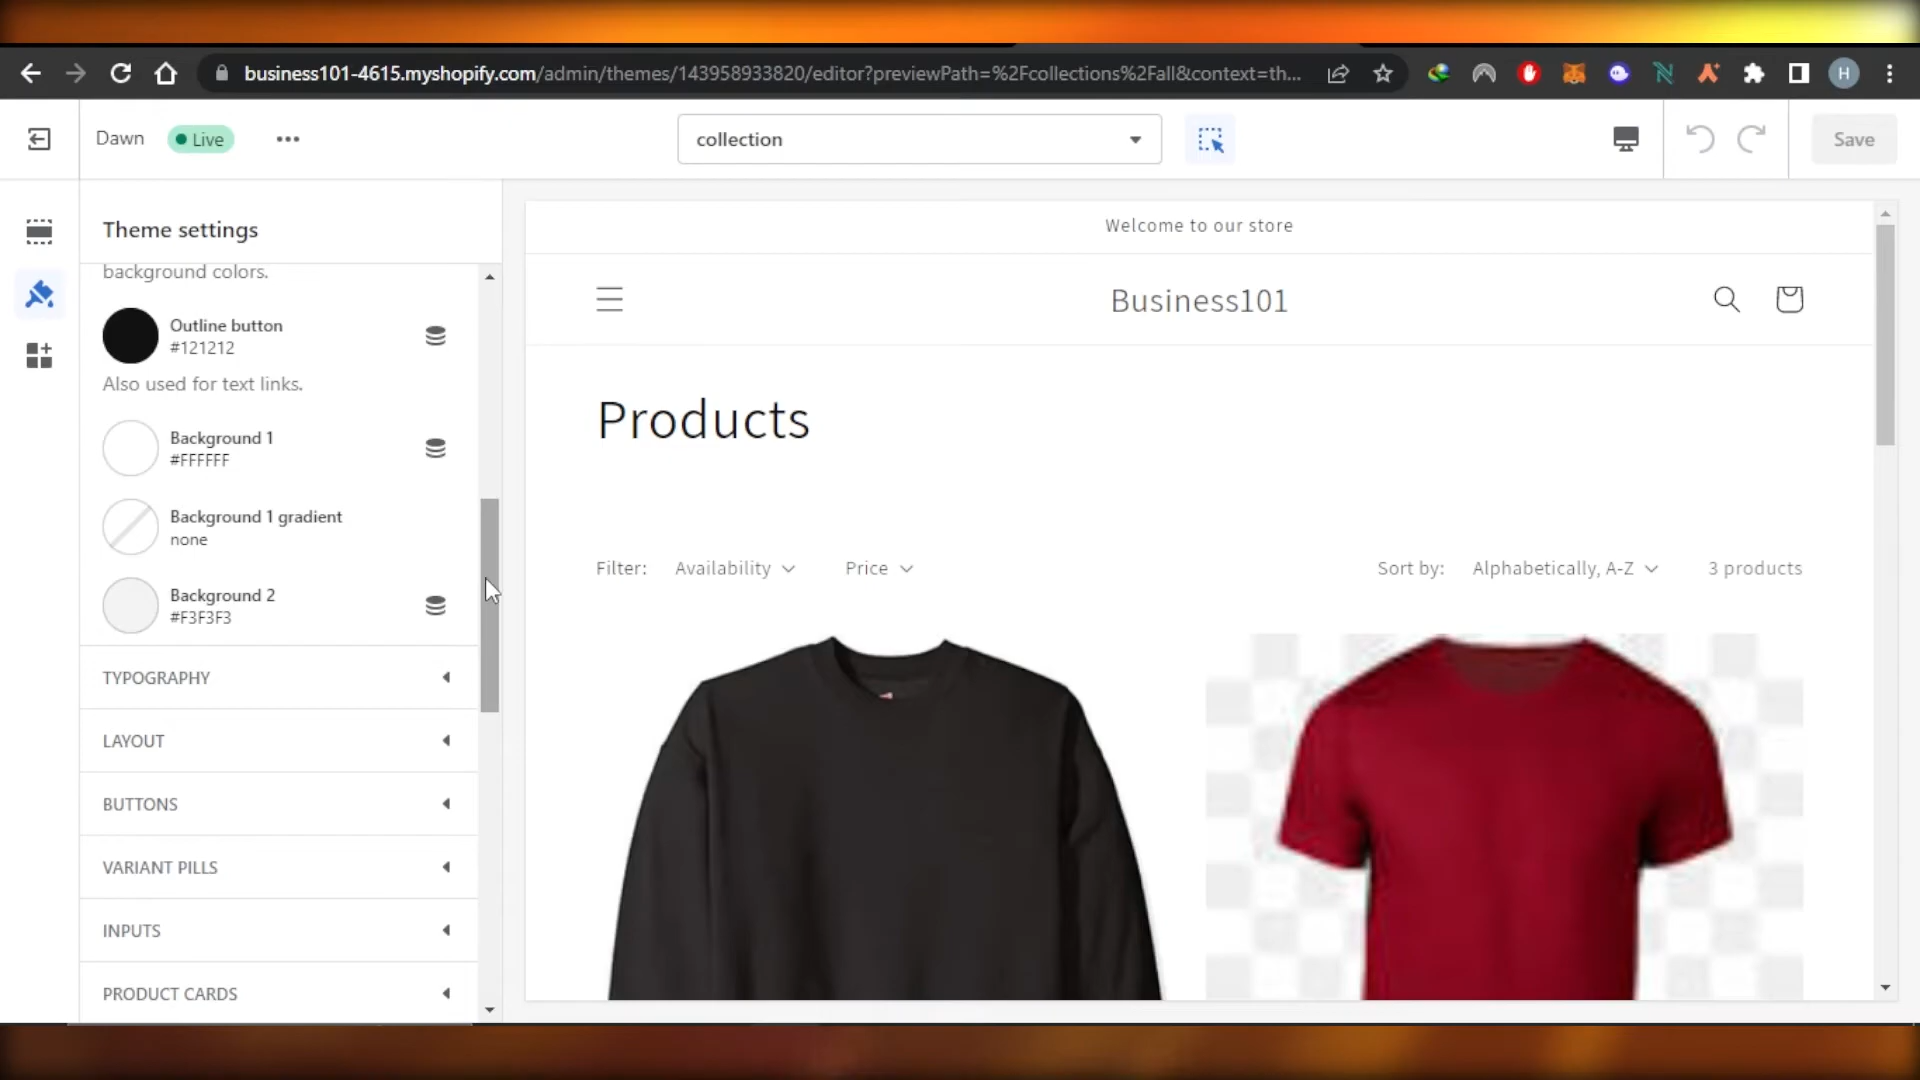 business101-4615.myshopify.com/admin/themes/143958933820/editor?previewPath=%2Fcollections%2Fall&context=th...
H
Dawn
Live
collection
Save
Theme settings
background colors.
Outline button
#121212
Also used for text links.
Background 1
#FFFFFF
Background 1 gradient
none
Background 2
#F3F3F3
TYPOGRAPHY
LAYOUT
BUTTONS
VARIANT PILLS
INPUTS
PRODUCT CARDS
Welcome to our store
Business101
Products
Filter: Availability Price Sort by: Alphabetically, A-Z 3 products